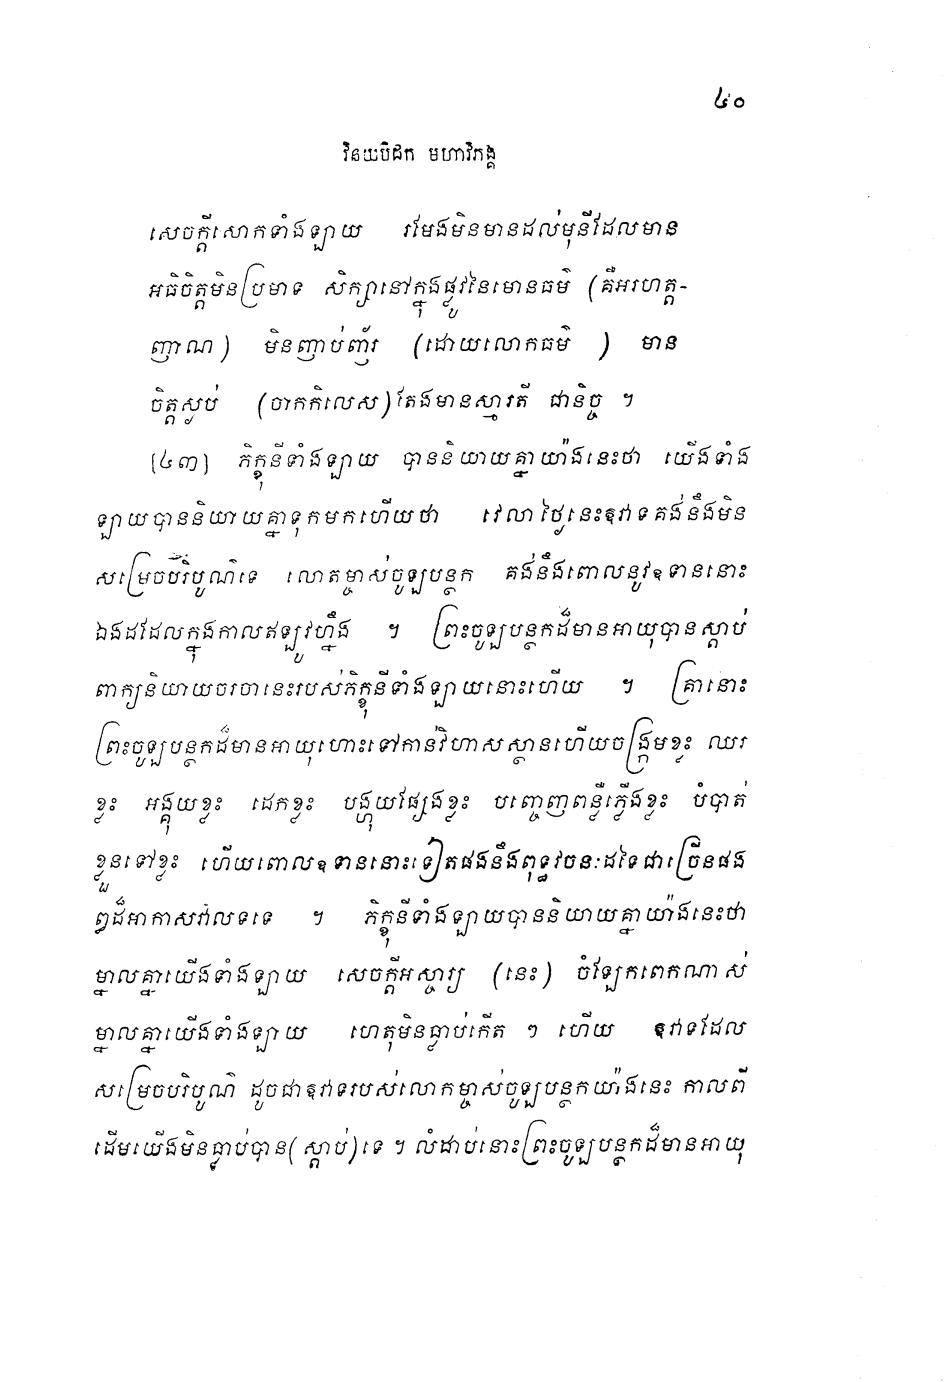 ៤០
វិនយបិដក មហាវិភង្គ
សេចក្តីសោកទាំងឡាយ រមែងមិនមានដល់មុនីដែលមាន
អធិចិត្តមិនប្រមាទ សិក្សានៅក្នុងផ្លូវនៃមោនធម៌ (គឺអរហត្ត-
ញាណ) មិនញាប់ញ័រ (ដោយលោកធម៌ ) មាន
ចិត្តស្ងប់ (ចាកកិលេស) តែងមានស្មារតី ជានិច្ច ។
[៤៣] ភិក្ខុនីទាំងឡាយ បាននិយាយគ្នាយ៉ាងនេះថា យើងទាំង
ឡាយបាននិយាយគ្នាទុកមកហើយថា វេលាថ្ងៃនេះឱវាទគង់នឹងមិន
សម្រេចបរិបូណ៌ទេ លោតម្ចាស់ចូឡបន្ថក គង់នឹងពោលនូវឧទាននោះ
ឯងដដែលក្នុងកាលឥឡូវហ្នឹង ។ ព្រះចូឡបន្ថកដ៏មានអាយុបានស្តាប់
ពាក្យនិយាយចរចានេះរបស់ភិក្ខុនីទាំងឡាយនោះហើយ ។ គ្រានោះ
ព្រះចូឡបន្ថកដ៏មានអាយុហោះទៅកាន់វិហាសស្ថានហើយចង្រ្កមខ្លះ ឈរ
ខ្លះ អង្គុយខ្លះ ដេកខ្លះ បង្ហុយផ្សែងខ្លះ បញ្ចេញពន្លឺភ្លើងខ្លះ បំបាត់
ខ្លួនទៅខ្លះ ហើយពោលឧទាននោះទៀតផងនឹងពុទ្ធវចនៈដទៃជាច្រើនផង
ឰដ៏អាកាសវាលទទេ ។ ភិក្ខុនីទាំងឡាយបាននិយាយគ្នាយ៉ាងនេះថា
ម្នាលគ្នាយើងទាំងឡាយ សេចក្តីអស្ចារ្យ (នេះ) ចំឡែកពេកណាស់
ម្នាលគ្នាយើងទាំងឡាយ ហេតុមិនធ្លាប់កើត ៗ ហើយ ឱវាទដែល
សម្រេចបរិបូណ៌ ដូចជាឱវាទរបស់លោកម្ចាស់ចូឡបន្ថកយ៉ាងនេះ កាលពី
ដើមយើងមិនធ្លាប់បាន(ស្តាប់)ទេ ។ លំដាប់នោះព្រះចូឡបន្ថកដ៏មានអាយុ